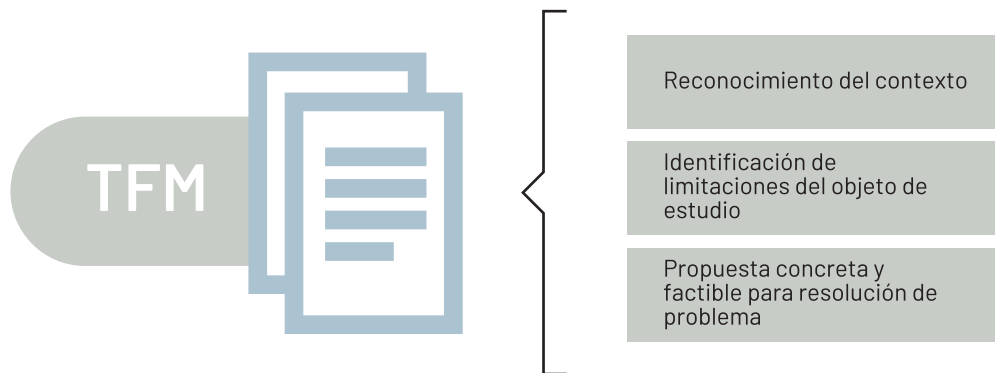 TFM
Reconocimiento del contexto
Identificación de
limitaciones del objeto de
estudio
Propuesta concreta y
factible para resolución de
problema